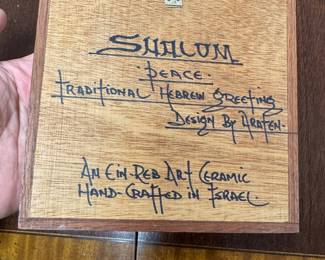 SHALOM
PEACE.
TRADITIONAL HEBREW GREETING
DESIGN BY ARAFEN.
AN EIN-REB ART CERAMIC
HAND-CRAFTED IN ISRAEL.